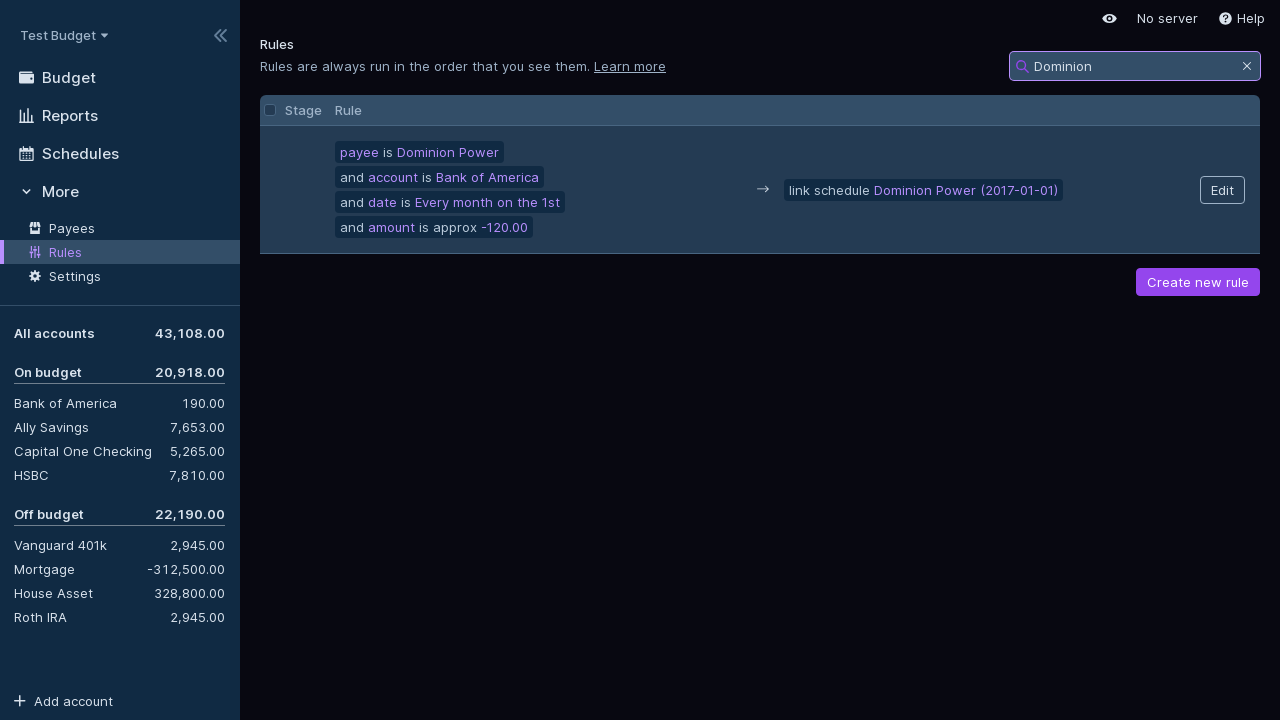 Test Budget
Budget
Reports
Schedules
More
Payees
Rules
Settings
All accounts 43,108.00
On budget 20,918.00
Bank of America 190.00
Ally Savings 7,653.00
Capital One Checking 5,265.00
HSBC 7,810.00
Off budget 22,190.00
Vanguard 401k 2,945.00
Mortgage -312,500.00
House Asset 328,800.00
Roth IRA 2,945.00
Add account
No server Help
Rules
Rules are always run in the order that you see them. Learn more
Dominion
Stage Rule
payee is Dominion Power
and account is Bank of America
and date is Every month on the 1st
and amount is approx -120.00
→ link schedule Dominion Power (2017-01-01)
Edit
Create new rule